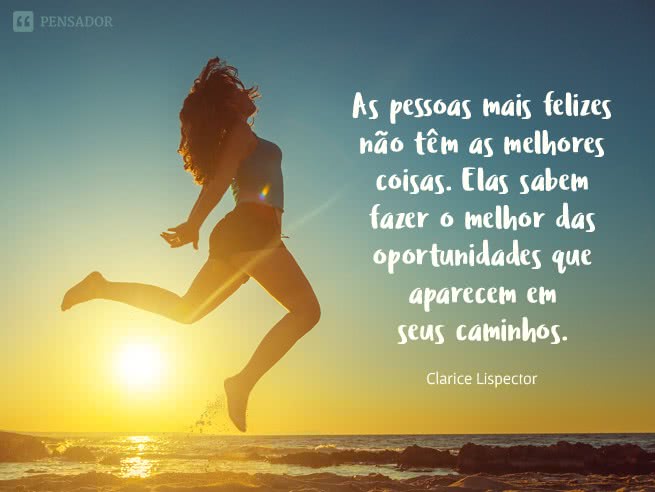 PENSADOR
As pessoas mais felizes
não têm as melhores
coisas. Elas sabem
fazer o melhor das
oportunidades que
aparecem em
seus caminhos.
Clarice Lispector